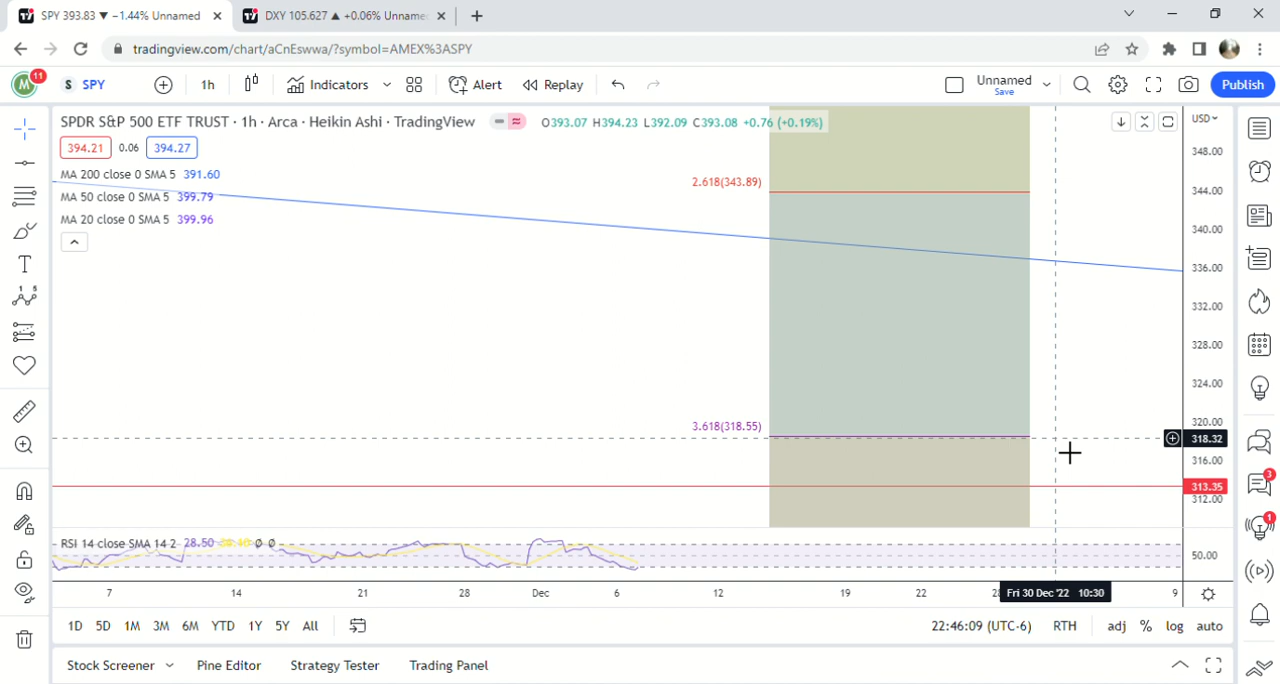 SPY 393.83 ▼ −1.44% Unnamed
DXY 105.627 ▲ +0.06% Unname
tradingview.com/chart/aCnEswwa/?symbol=AMEX%3ASPY
M 11
S SPY
1h
Indicators
Alert
Replay
Unnamed
Save
Publish
SPDR S&P 500 ETF TRUST · 1h · Arca · Heikin Ashi · TradingView
O393.07 H394.23 L392.09 C393.08 +0.76 (+0.19%)
USD
394.21 0.06 394.27
MA 200 close 0 SMA 5 391.60
MA 50 close 0 SMA 5 399.79
MA 20 close 0 SMA 5 399.96
2.618(343.89)
3.618(318.55)
348.00
344.00
340.00
336.00
332.00
328.00
324.00
320.00
318.32
316.00
313.35
312.00
RSI 14 close SMA 14 2 28.50
50.00
7 14 21 28 Dec 6 12 19 22 Fri 30 Dec '22 10:30 9
1D 5D 1M 3M 6M YTD 1Y 5Y All
22:46:09 (UTC-6) RTH adj % log auto
Stock Screener Pine Editor Strategy Tester Trading Panel
T
3
1